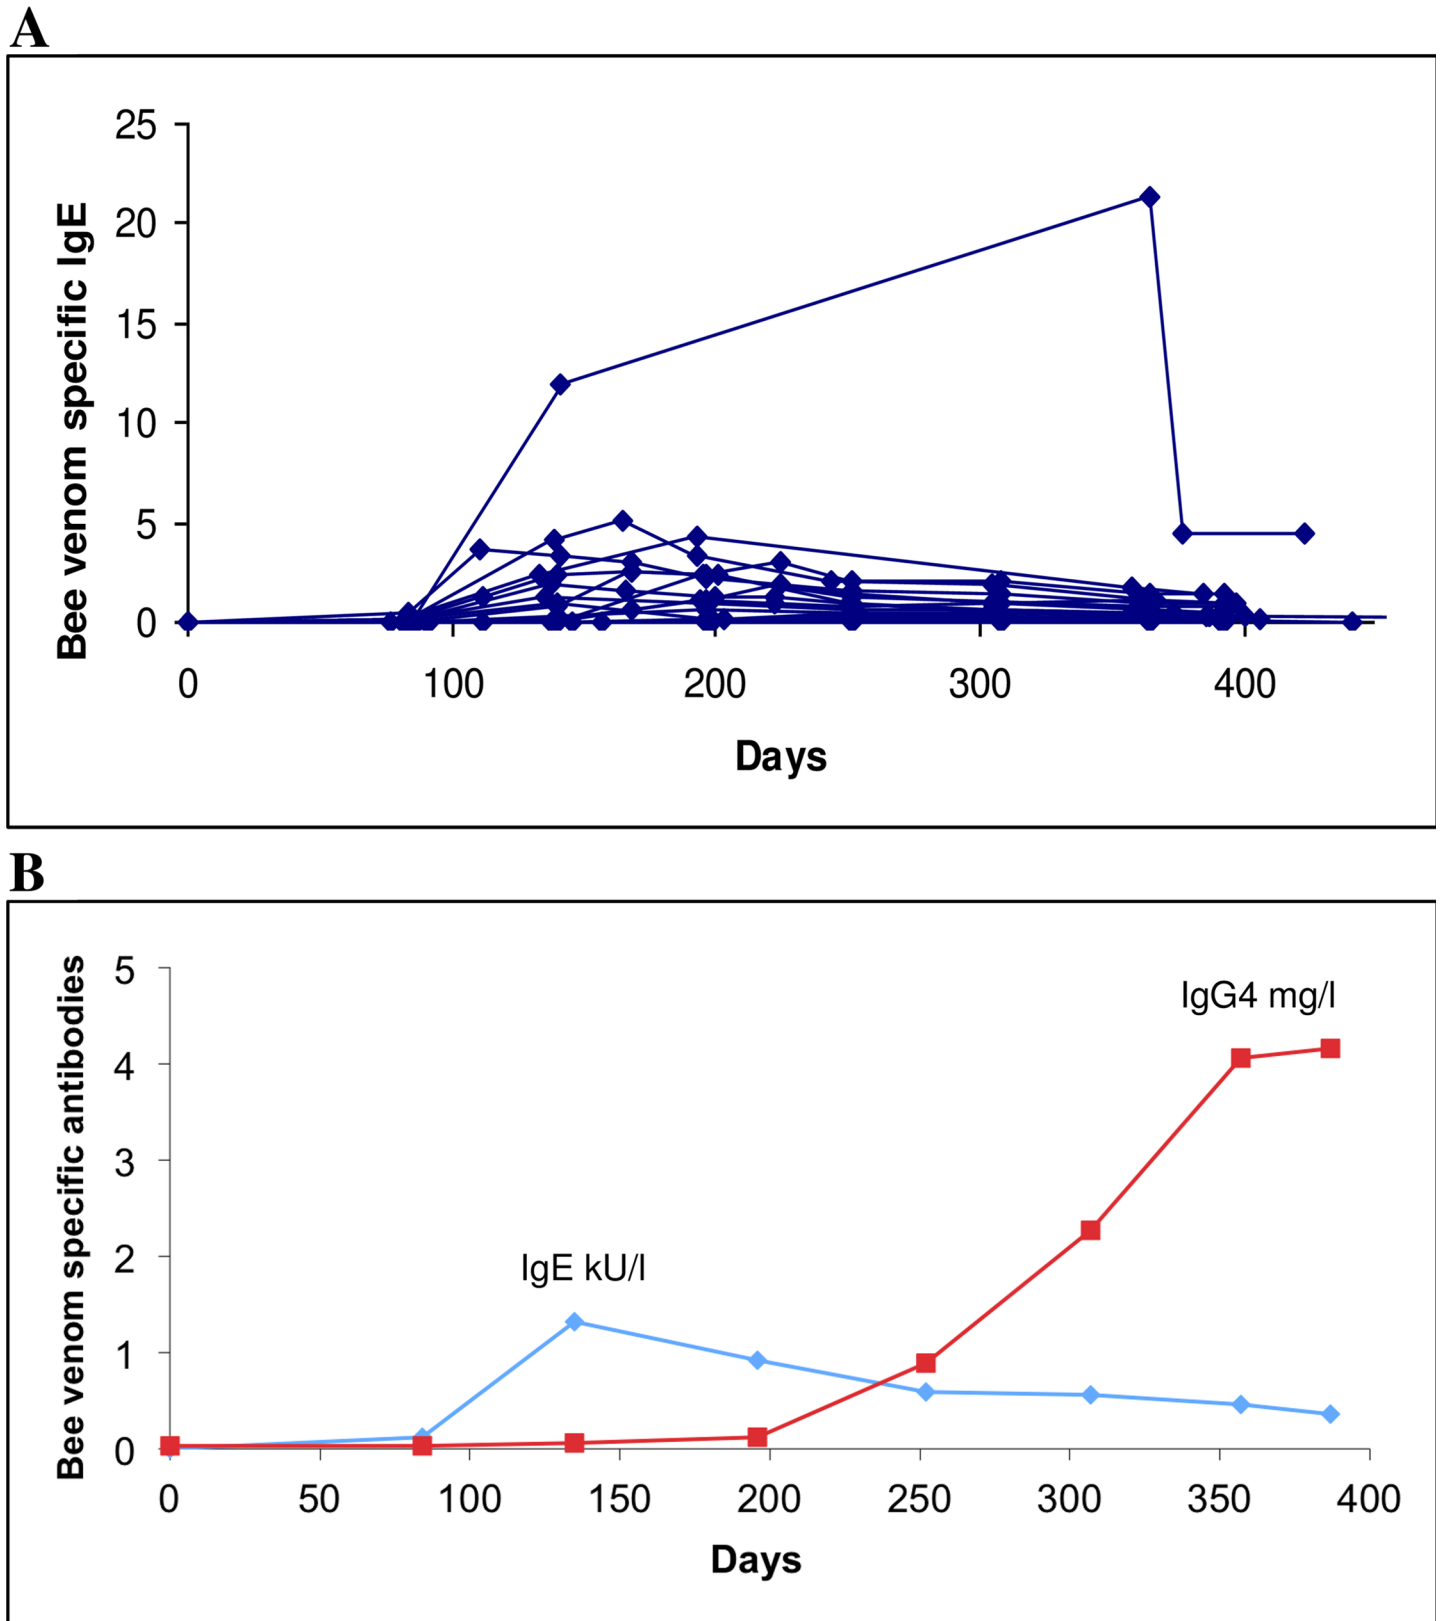 A
Bee venom specific IgE
25
20
15
10
5
0
0 100 200 300 400
Days
B
Bee venom specific antibodies
5
4
3
2
1
0
IgG4 mg/l
IgE kU/l
0 50 100 150 200 250 300 350 400
Days